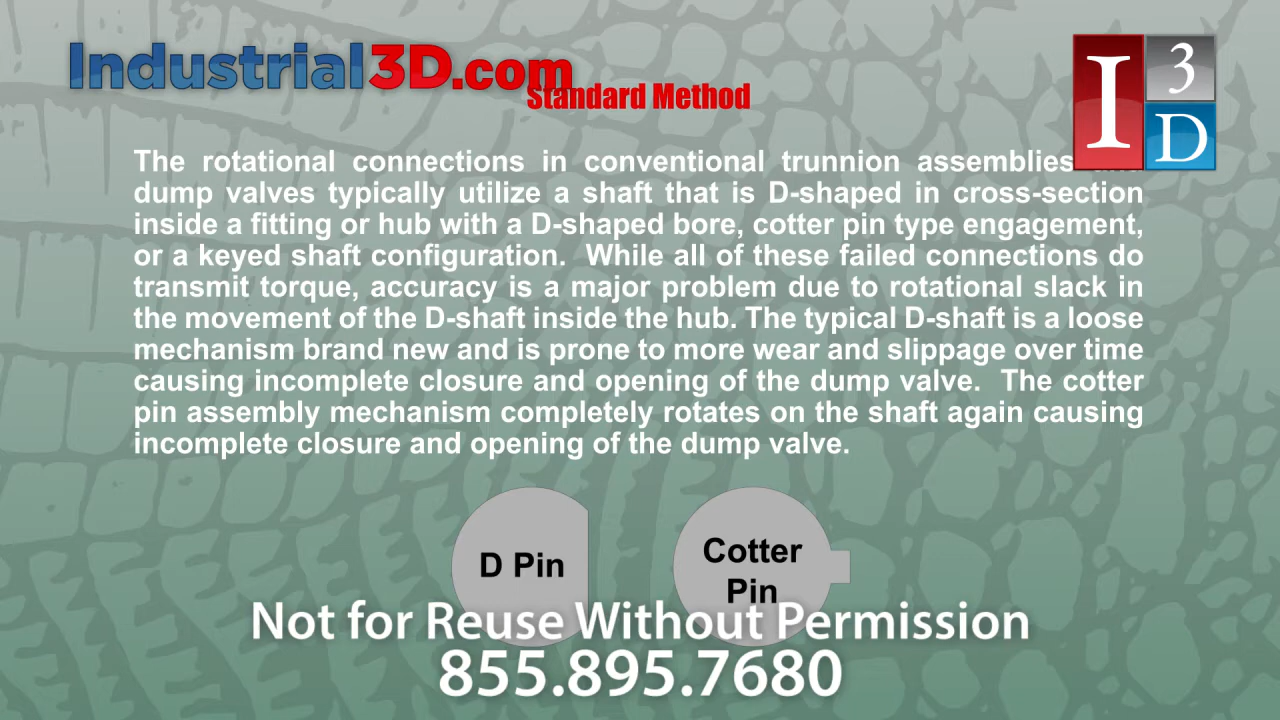 Industrial3D.com
Standard Method
I3D
The rotational connections in conventional trunnion assemblies
dump valves typically utilize a shaft that is D-shaped in cross-section
inside a fitting or hub with a D-shaped bore, cotter pin type engagement,
or a keyed shaft configuration.  While all of these failed connections do
transmit torque, accuracy is a major problem due to rotational slack in
the movement of the D-shaft inside the hub. The typical D-shaft is a loose
mechanism brand new and is prone to more wear and slippage over time
causing incomplete closure and opening of the dump valve.  The cotter
pin assembly mechanism completely rotates on the shaft again causing
incomplete closure and opening of the dump valve.
D Pin
Cotter
Pin
Not for Reuse Without Permission
855.895.7680